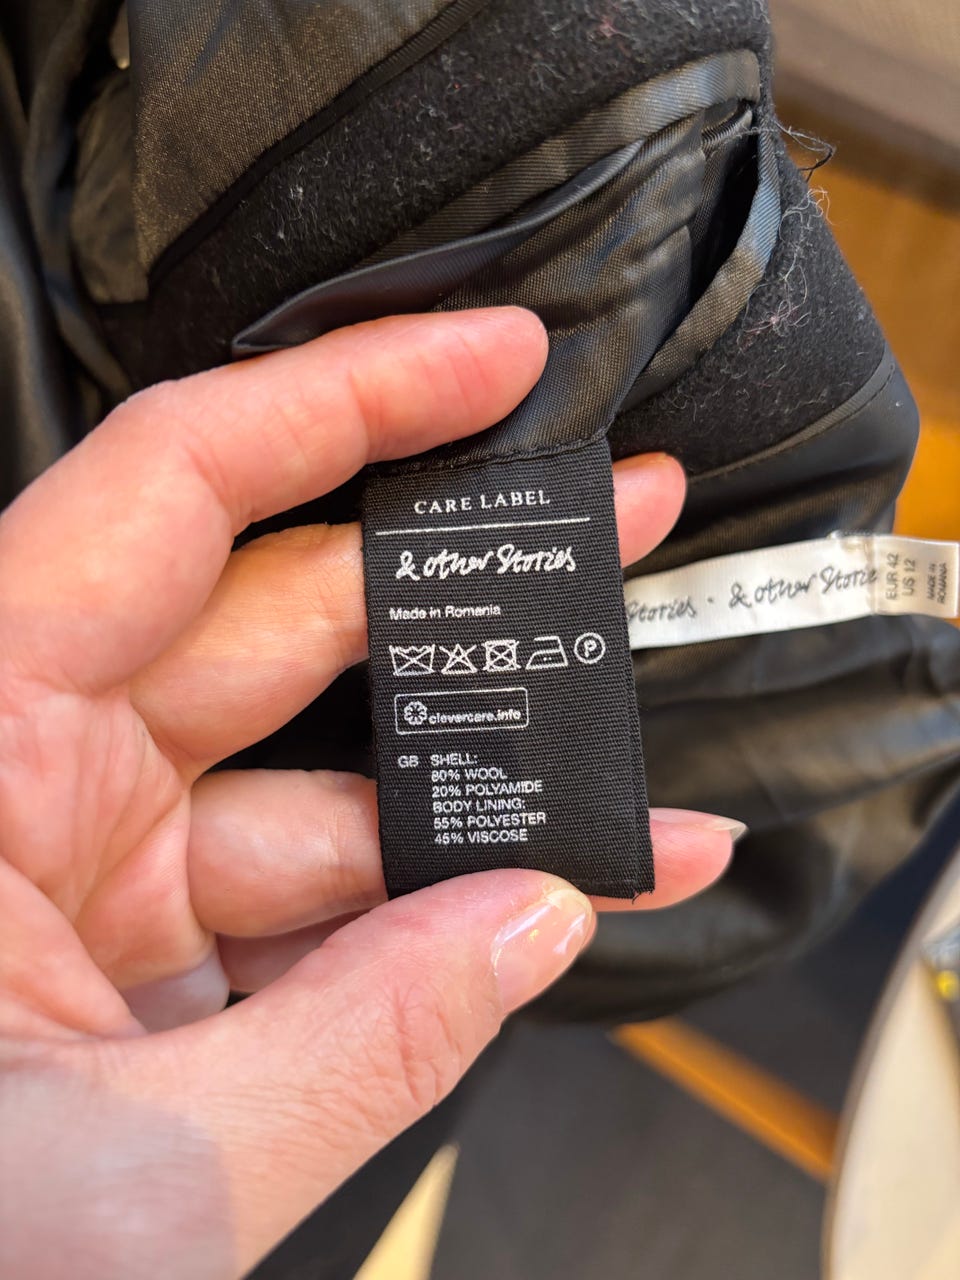 CARE LABEL
& other Stories
Made in Romania
P
clevercare.info
GB SHELL:
80% WOOL
20% POLYAMIDE
BODY LINING:
55% POLYESTER
45% VISCOSE
Stories · & other Storie
EUR 42
US 12
MADE IN
ROMANIA